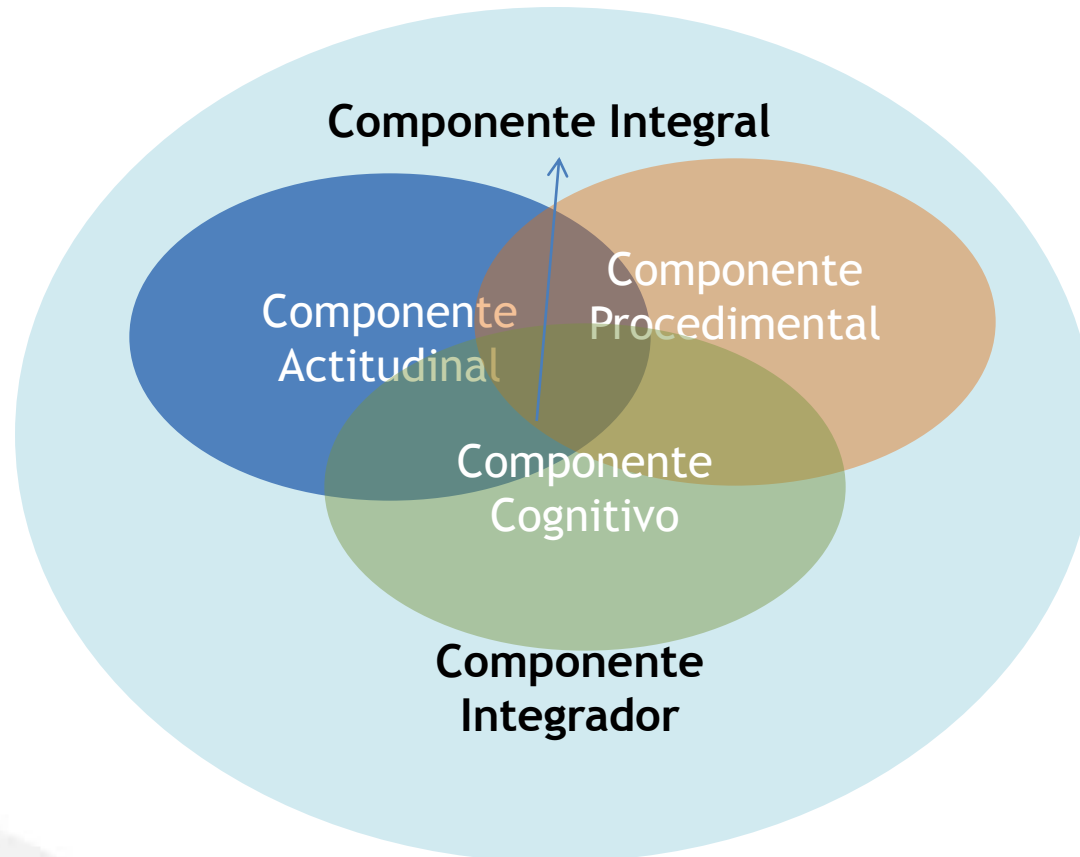 Componente Integral
Componente
Procedimental
Componente
Actitudinal
Componente
Cognitivo
Componente
Integrador